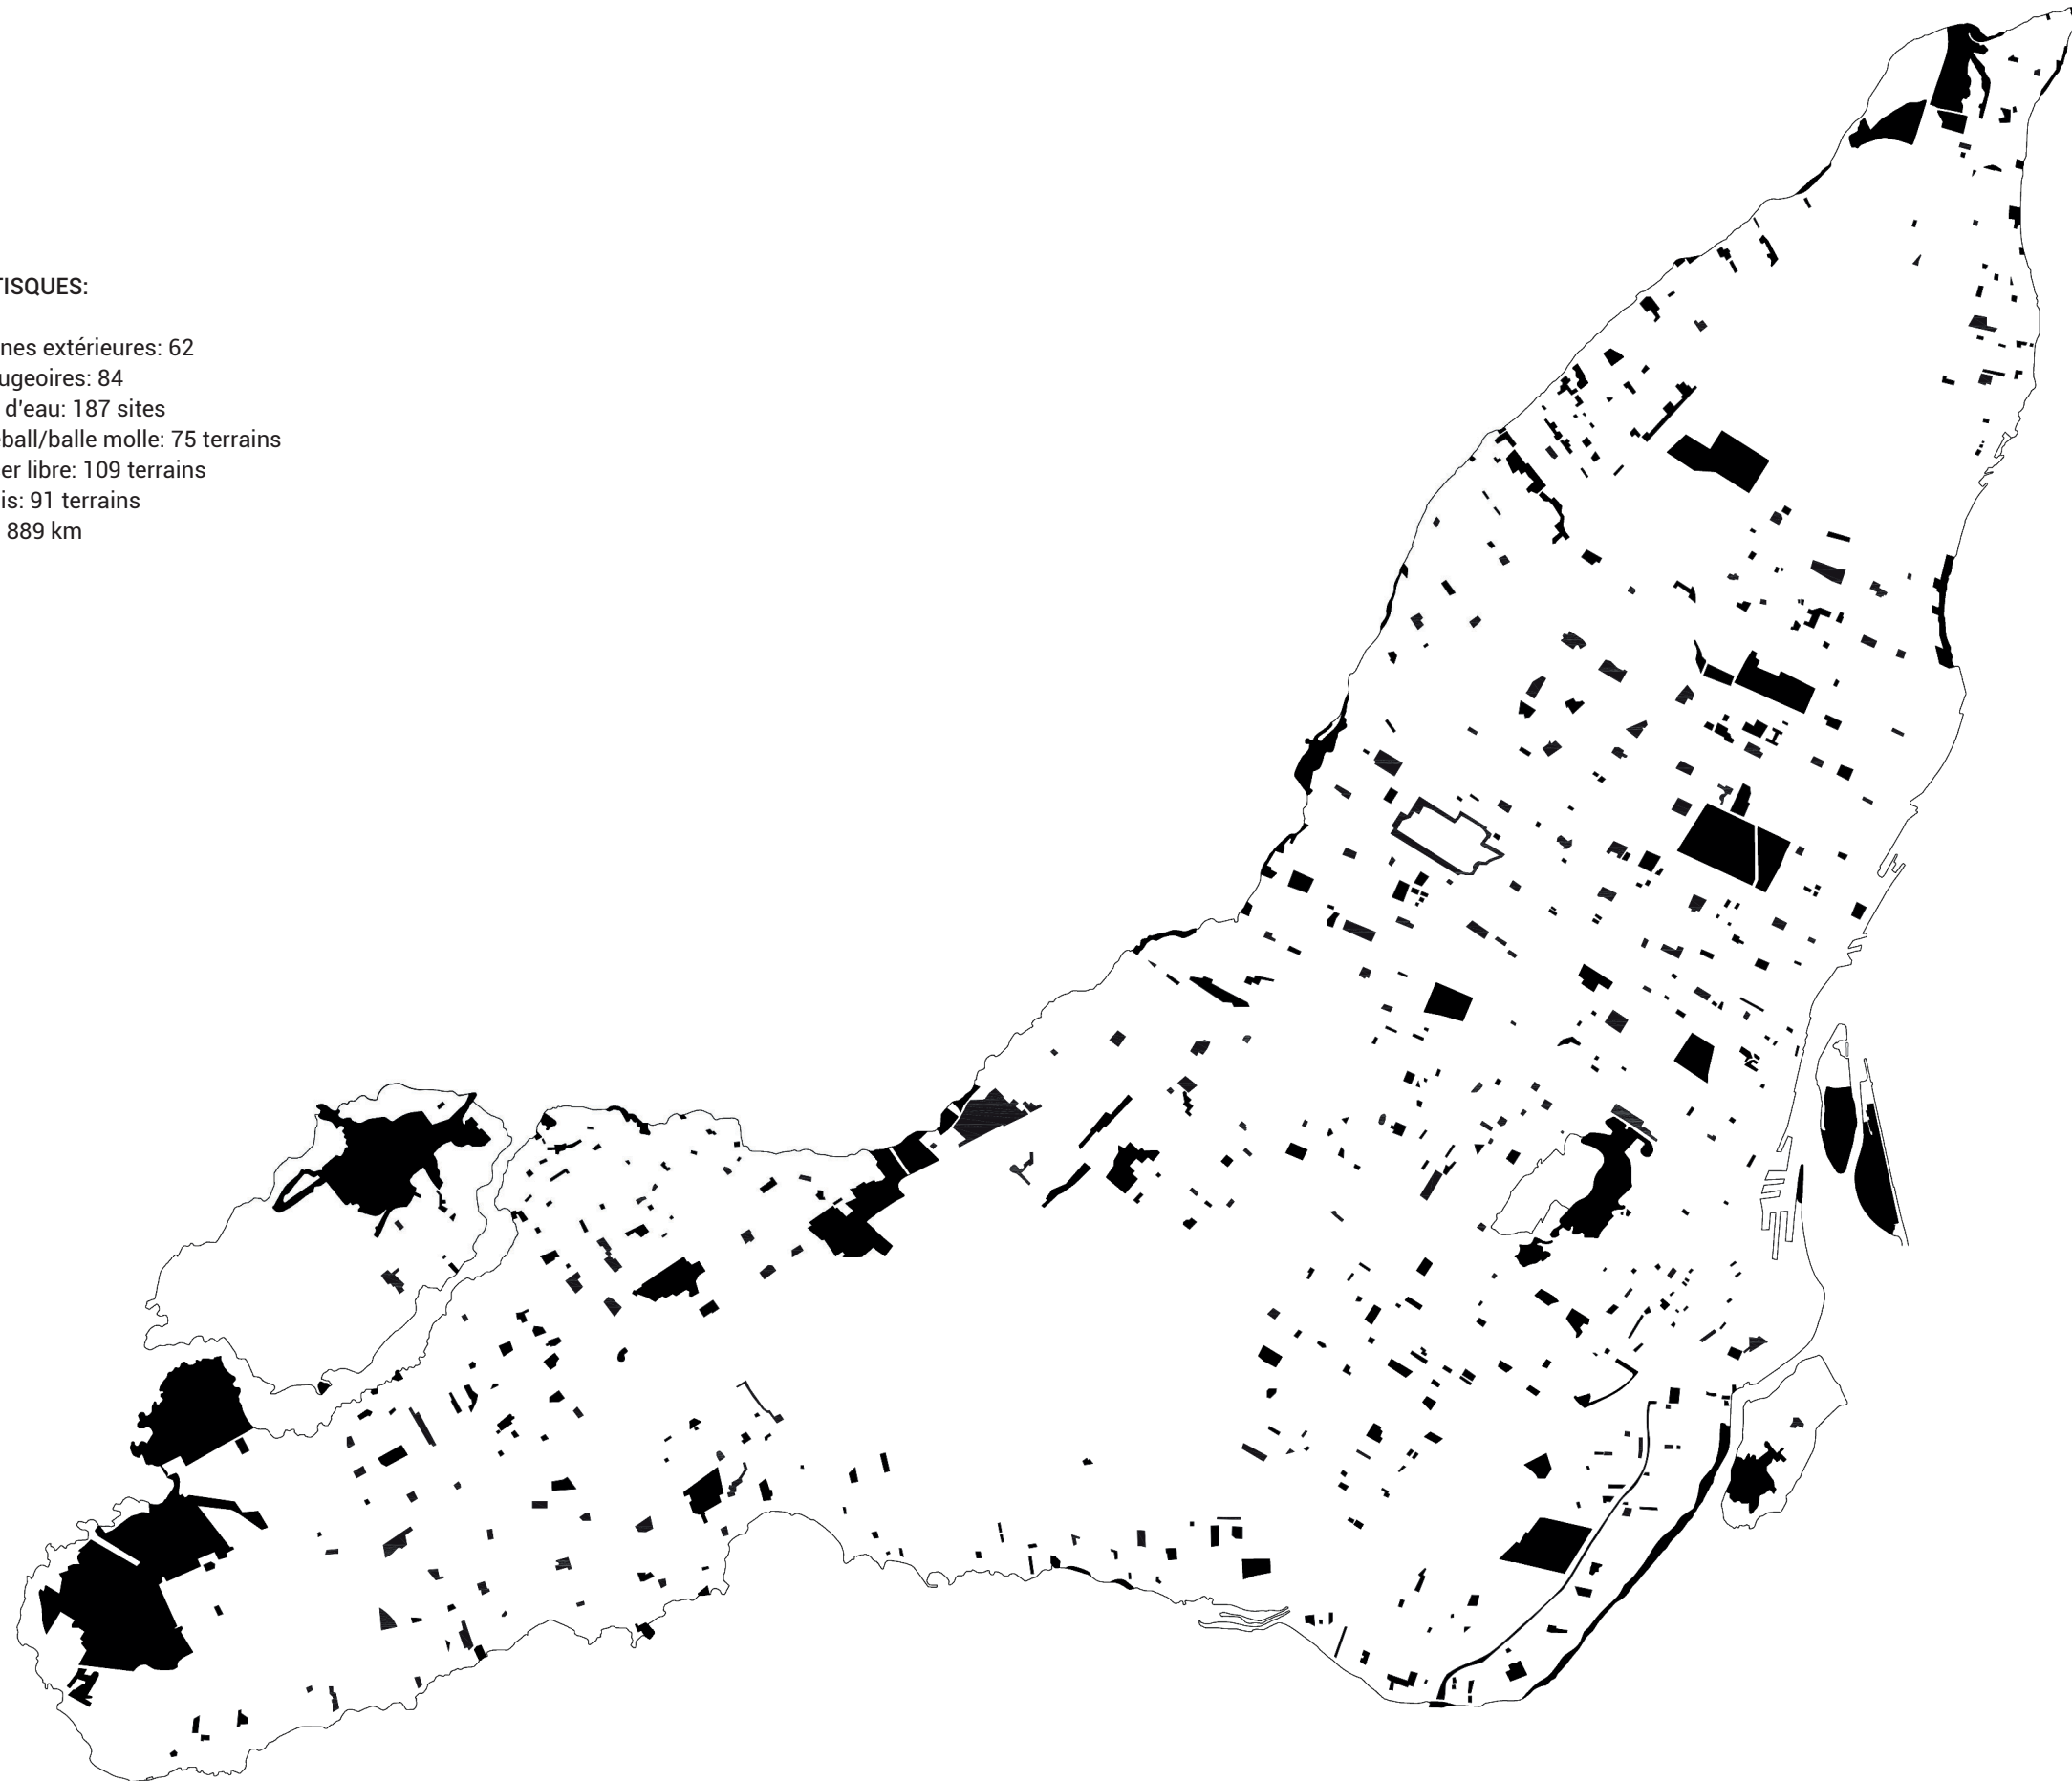 TISQUES:
nes extérieures: 62
ugeoires: 84
d'eau: 187 sites
ball/balle molle: 75 terrains
er libre: 109 terrains
is: 91 terrains
889 km